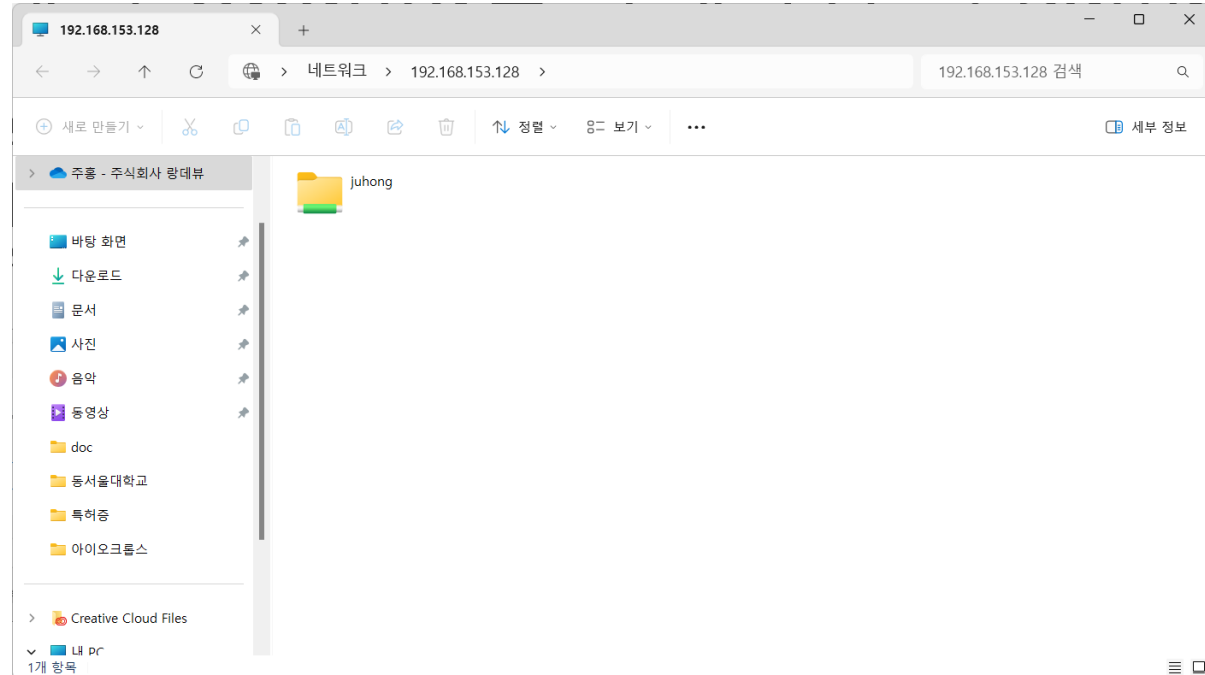 192.168.153.128
네트워크 192.168.153.128
192.168.153.128 검색
새로 만들기
정렬
보기
세부 정보
주홍 - 주식회사 랑데뷰
juhong
바탕 화면
다운로드
문서
사진
음악
동영상
doc
동서울대학교
특허증
아이오크롭스
Creative Cloud Files
내 PC
1개 항목